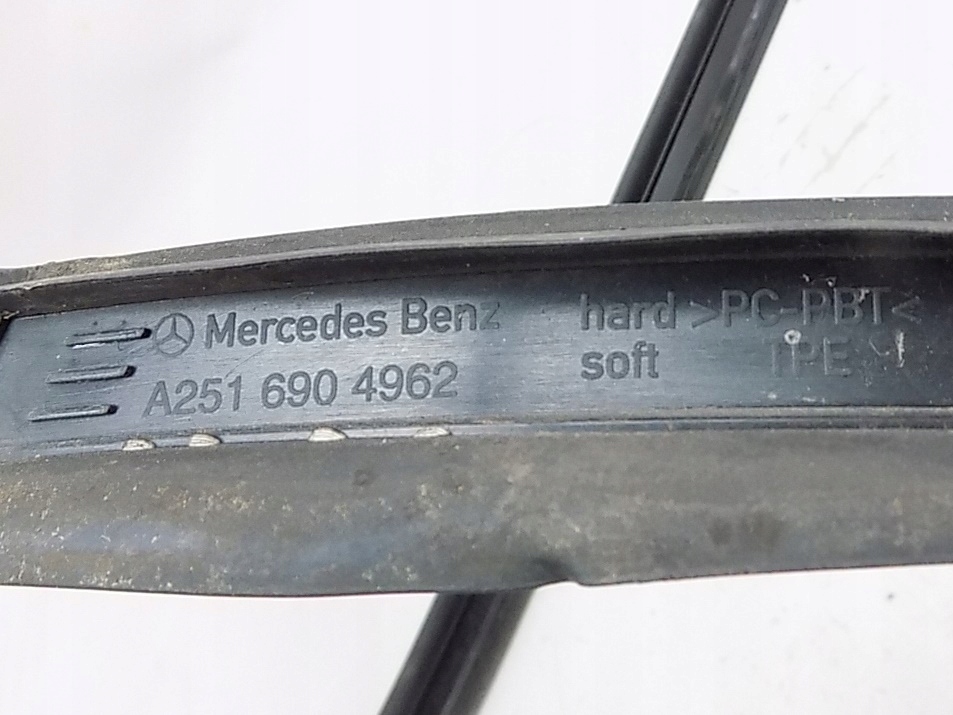 Mercedes Benz
A251 690 4962
hard >PC-PBT<
soft TPE